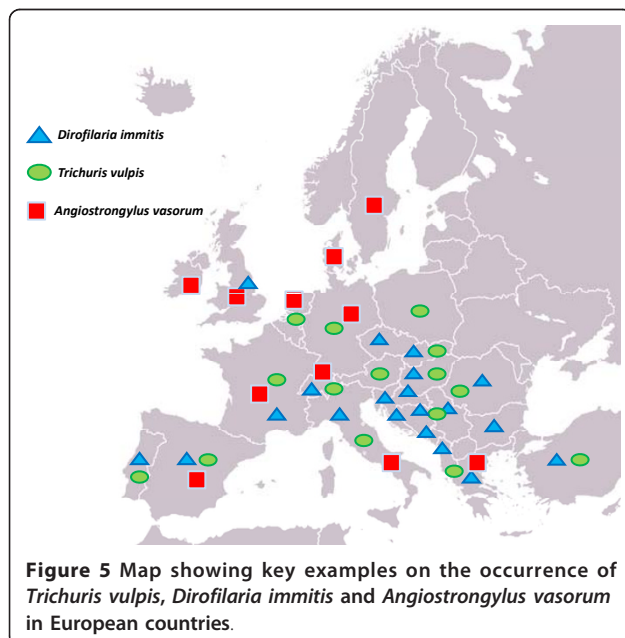 Dirofilaria immitis
Trichuris vulpis
Angiostrongylus vasorum
Figure 5 Map showing key examples on the occurrence of
Trichuris vulpis, Dirofilaria immitis and Angiostrongylus vasorum
in European countries.